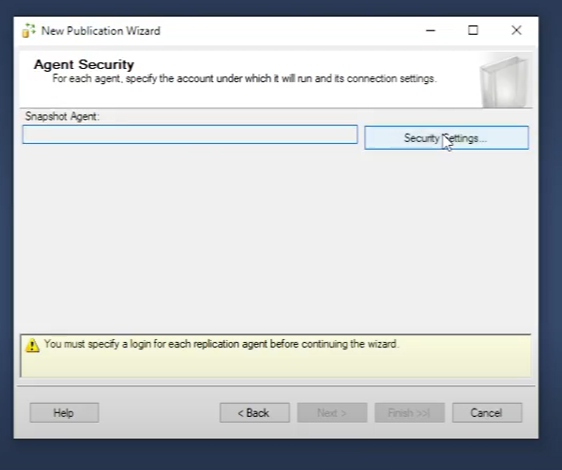 New Publication Wizard
Agent Security
For each agent, specify the account under which it will run and its connection settings.
Snapshot Agent:
Security Settings...
You must specify a login for each replication agent before continuing the wizard.
Help
< Back
Next >
Finish >>|
Cancel